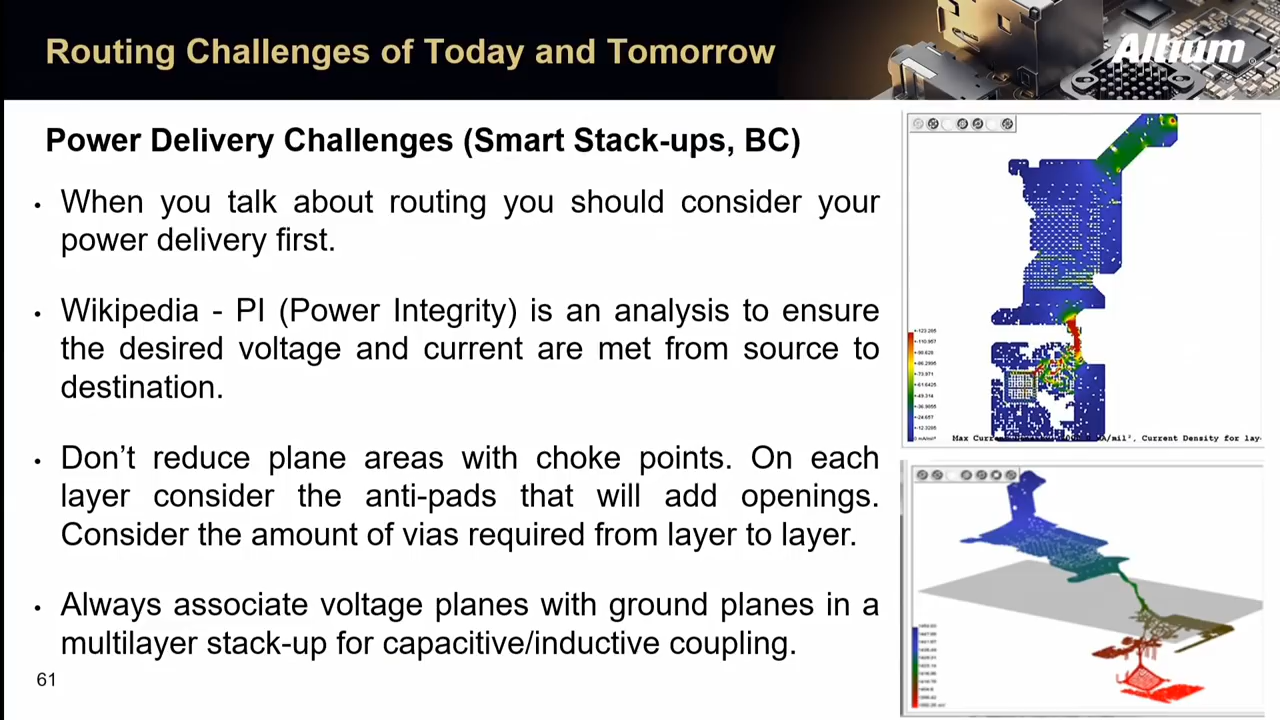 Routing Challenges of Today and Tomorrow
Altium
Power Delivery Challenges (Smart Stack-ups, BC)
• When you talk about routing you should consider your
power delivery first.
• Wikipedia - PI (Power Integrity) is an analysis to ensure
the desired voltage and current are met from source to
destination.
• Don’t reduce plane areas with choke points. On each
layer consider the anti-pads that will add openings.
Consider the amount of vias required from layer to layer.
• Always associate voltage planes with ground planes in a
multilayer stack-up for capacitive/inductive coupling.
61
Current Density for lay